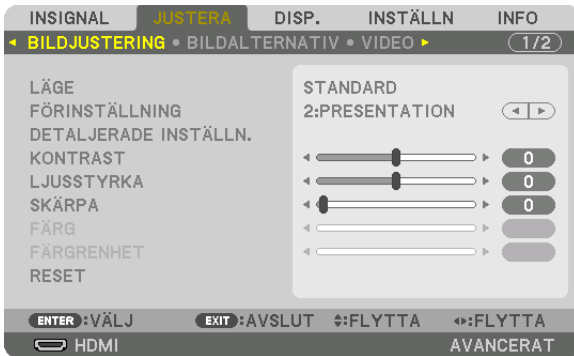 INSIGNAL JUSTERA DISP. INSTÄLLN INFO
BILDJUSTERING • BILDALTERNATIV • VIDEO 1/2
LÄGE STANDARD
FÖRINSTÄLLNING 2:PRESENTATION
DETALJERADE INSTÄLLN.
KONTRAST 0
LJUSSTYRKA 0
SKÄRPA 0
FÄRG
FÄRGRENHET
RESET
ENTER:VÄLJ EXIT:AVSLUT :FLYTTA :FLYTTA
HDMI AVANCERAT